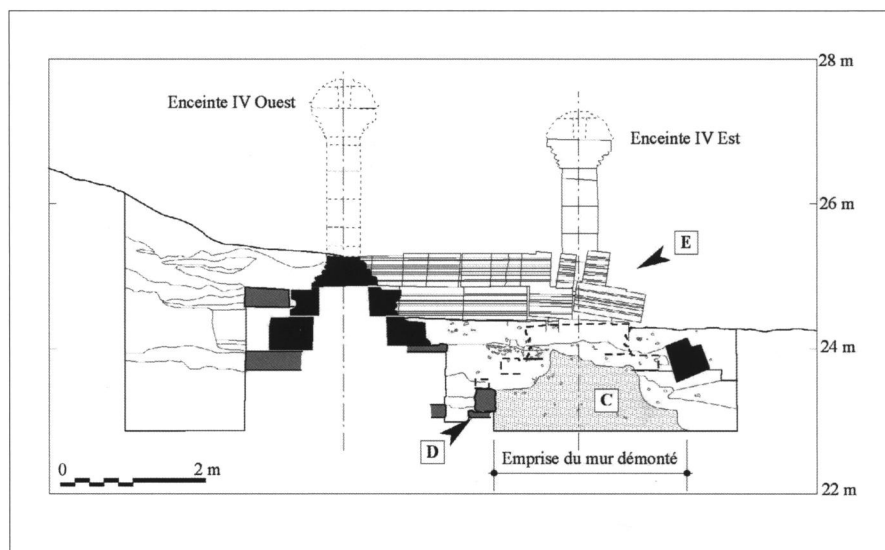 28 m
Enceinte IV Ouest
Enceinte IV Est
26 m
E
24 m
C
D
Emprise du mur démonté
0 2 m
22 m